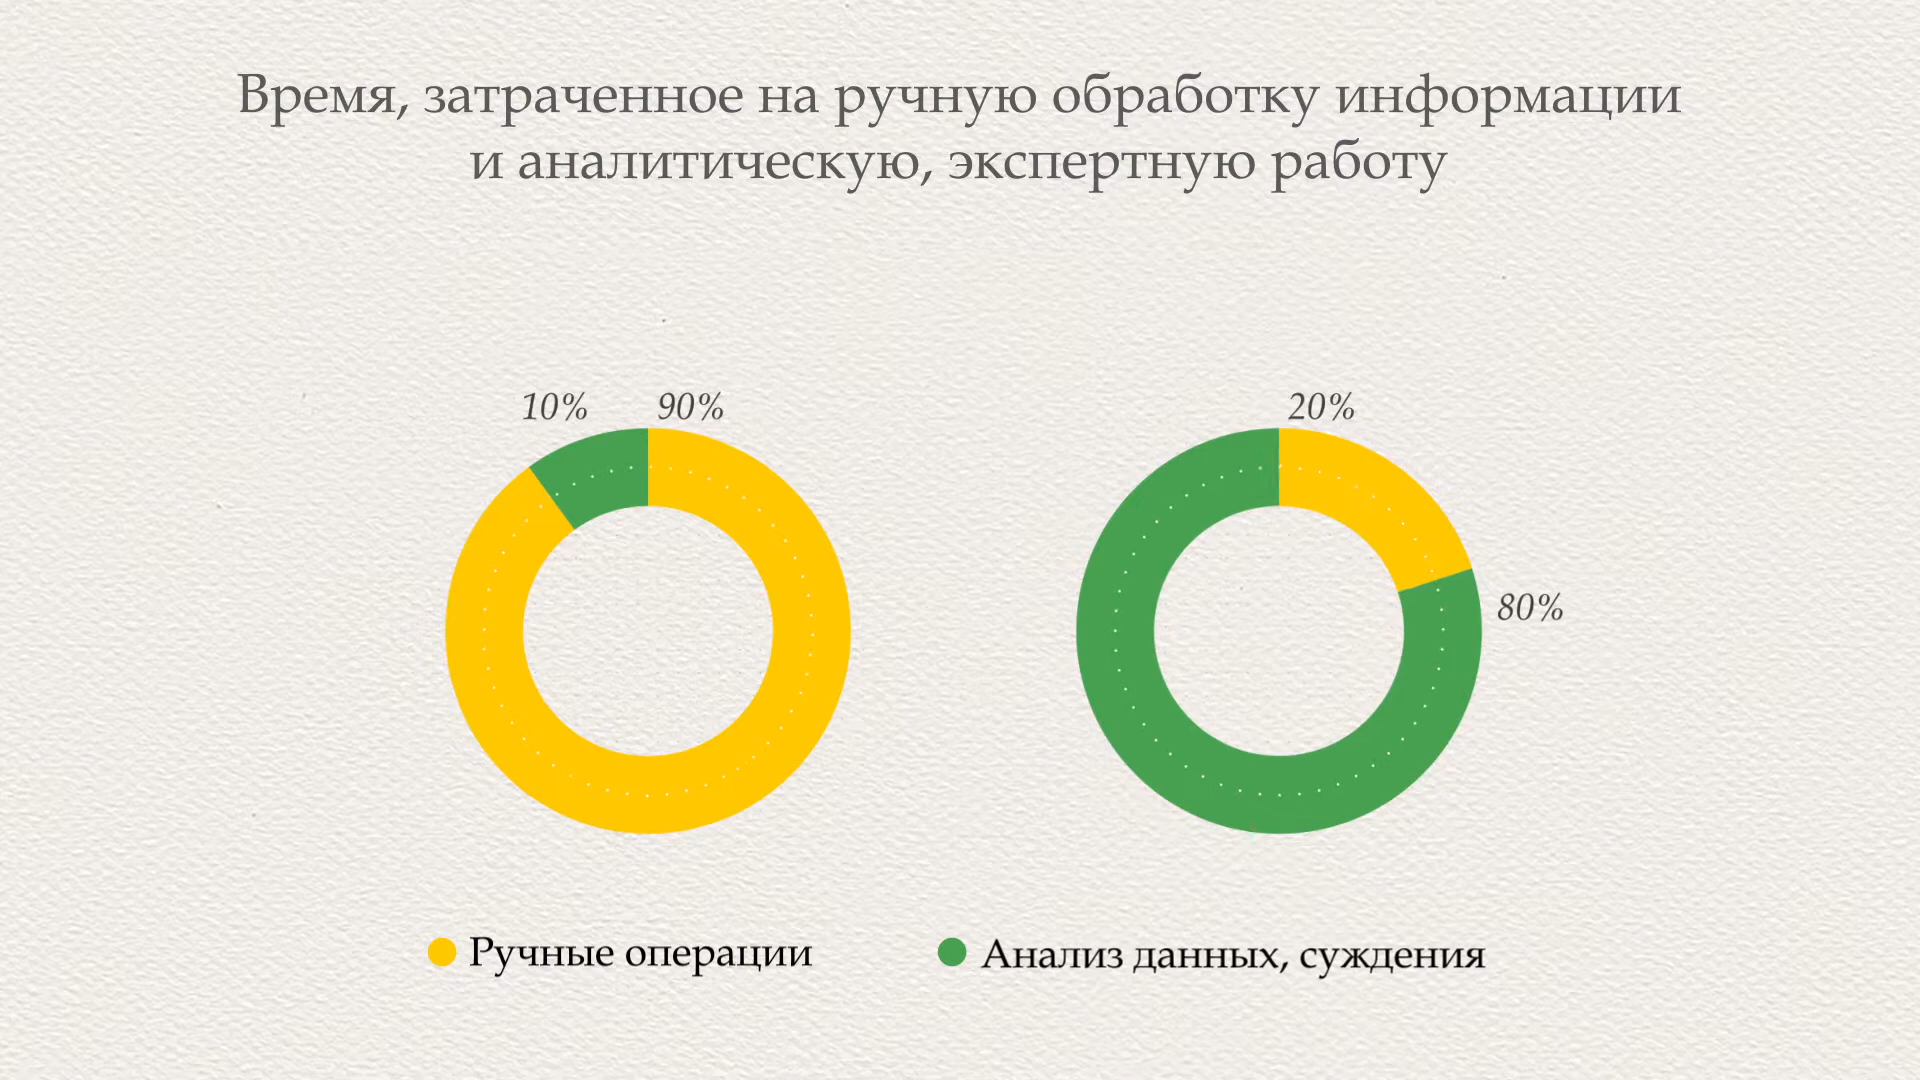 Время, затраченное на ручную обработку информации
и аналитическую, экспертную работу
10% 90%
20%
80%
Ручные операции
Анализ данных, суждения